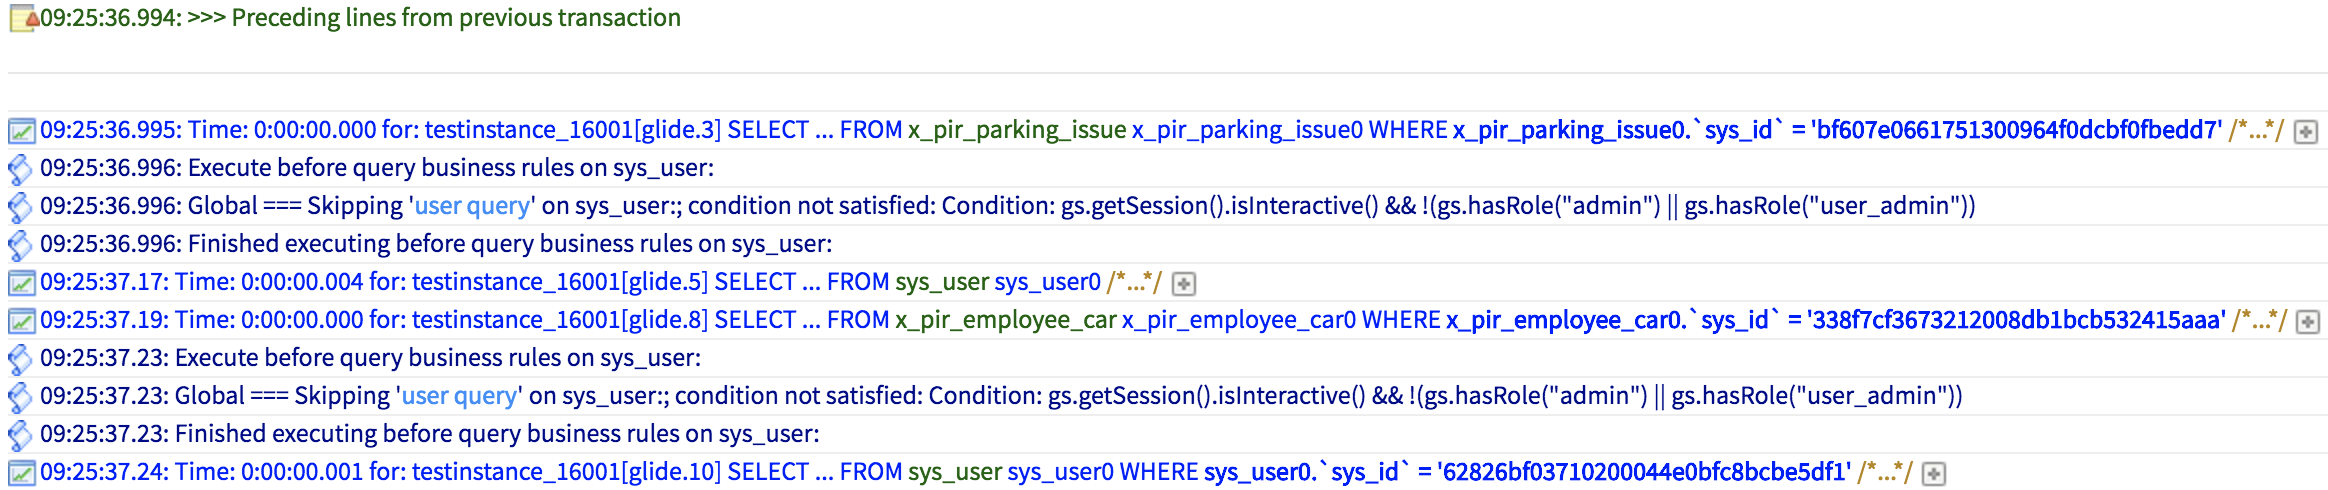 09:25:36.994: >>> Preceding lines from previous transaction
09:25:36.995: Time: 0:00:00.000 for: testinstance_16001[glide.3] SELECT ... FROM x_pir_parking_issue x_pir_parking_issue0 WHERE x_pir_parking_issue0.`sys_id` = 'bf607e0661751300964f0dcbf0fbedd7' /*...*/
09:25:36.996: Execute before query business rules on sys_user:
09:25:36.996: Global === Skipping 'user query' on sys_user:; condition not satisfied: Condition: gs.getSession().isInteractive() && !(gs.hasRole("admin") || gs.hasRole("user_admin"))
09:25:36.996: Finished executing before query business rules on sys_user:
09:25:37.17: Time: 0:00:00.004 for: testinstance_16001[glide.5] SELECT ... FROM sys_user sys_user0 /*...*/
09:25:37.19: Time: 0:00:00.000 for: testinstance_16001[glide.8] SELECT ... FROM x_pir_employee_car x_pir_employee_car0 WHERE x_pir_employee_car0.`sys_id` = '338f7cf3673212008db1bcb532415aaa' /*...*/
09:25:37.23: Execute before query business rules on sys_user:
09:25:37.23: Global === Skipping 'user query' on sys_user:; condition not satisfied: Condition: gs.getSession().isInteractive() && !(gs.hasRole("admin") || gs.hasRole("user_admin"))
09:25:37.23: Finished executing before query business rules on sys_user:
09:25:37.24: Time: 0:00:00.001 for: testinstance_16001[glide.10] SELECT ... FROM sys_user sys_user0 WHERE sys_user0.`sys_id` = '62826bf03710200044e0bfc8bcbe5df1' /*...*/